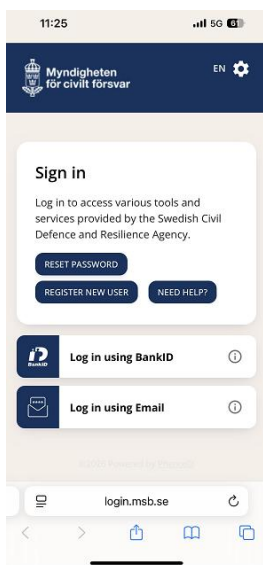 11:25
5G 61
Myndigheten
för civilt försvar
EN
Sign in
Log in to access various tools and
services provided by the Swedish Civil
Defence and Resilience Agency.
RESET PASSWORD
REGISTER NEW USER
NEED HELP?
BankID
Log in using BankID
Log in using Email
login.msb.se